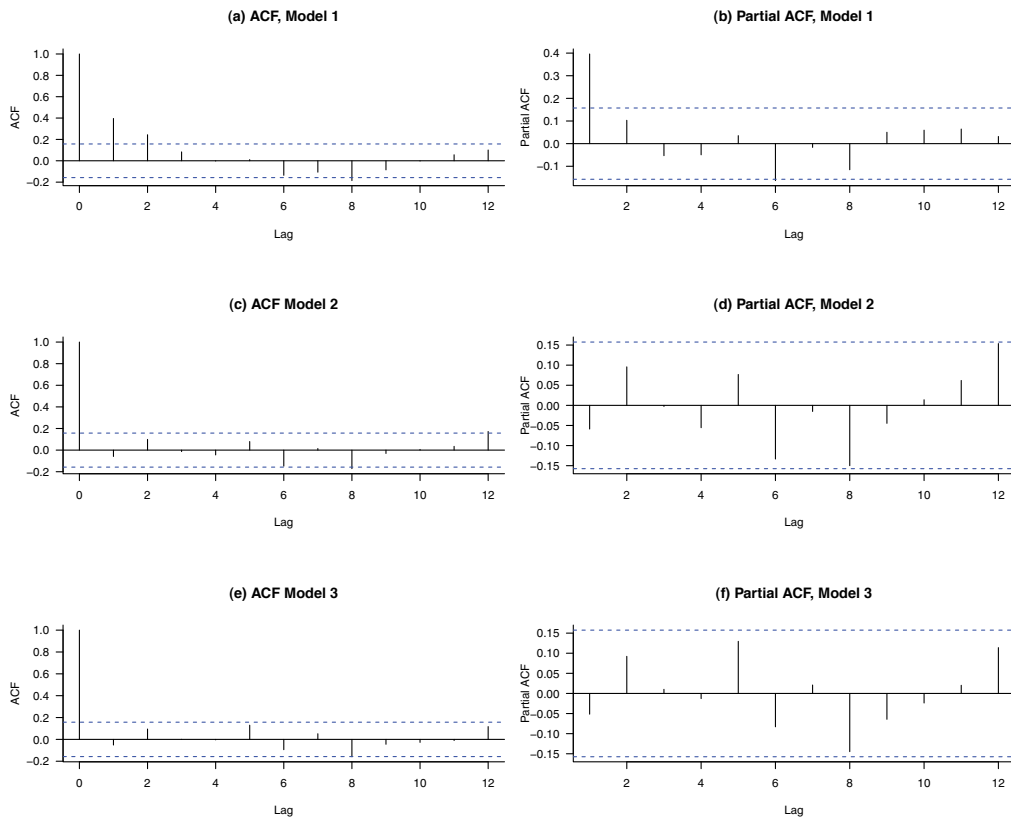 (a) ACF, Model 1
ACF
1.0
0.8
0.6
0.4
0.2
0.0
−0.2
0 2 4 6 8 10 12
Lag
(b) Partial ACF, Model 1
Partial ACF
0.4
0.3
0.2
0.1
0.0
−0.1
2 4 6 8 10 12
Lag
(c) ACF Model 2
ACF
1.0
0.8
0.6
0.4
0.2
0.0
−0.2
0 2 4 6 8 10 12
Lag
(d) Partial ACF, Model 2
Partial ACF
0.15
0.10
0.05
0.00
−0.05
−0.10
−0.15
2 4 6 8 10 12
Lag
(e) ACF Model 3
ACF
1.0
0.8
0.6
0.4
0.2
0.0
−0.2
0 2 4 6 8 10 12
Lag
(f) Partial ACF, Model 3
Partial ACF
0.15
0.10
0.05
0.00
−0.05
−0.10
−0.15
2 4 6 8 10 12
Lag